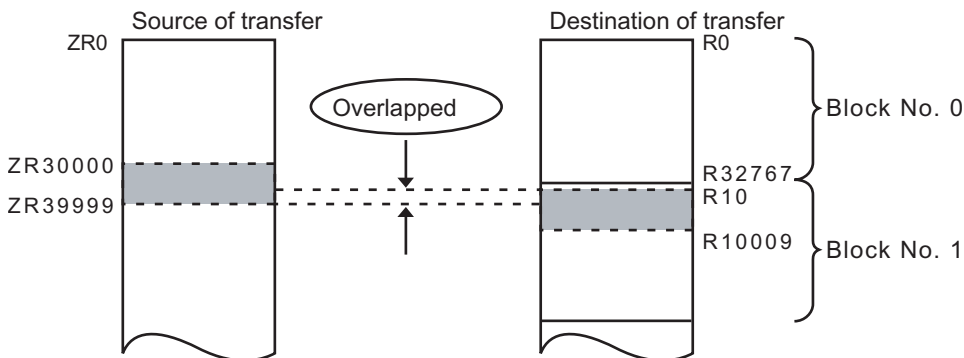 Source of transfer
Destination of transfer
ZR0
R0
Block No. 0
Overlapped
ZR30000
ZR39999
R32767
R10
R10009
Block No. 1